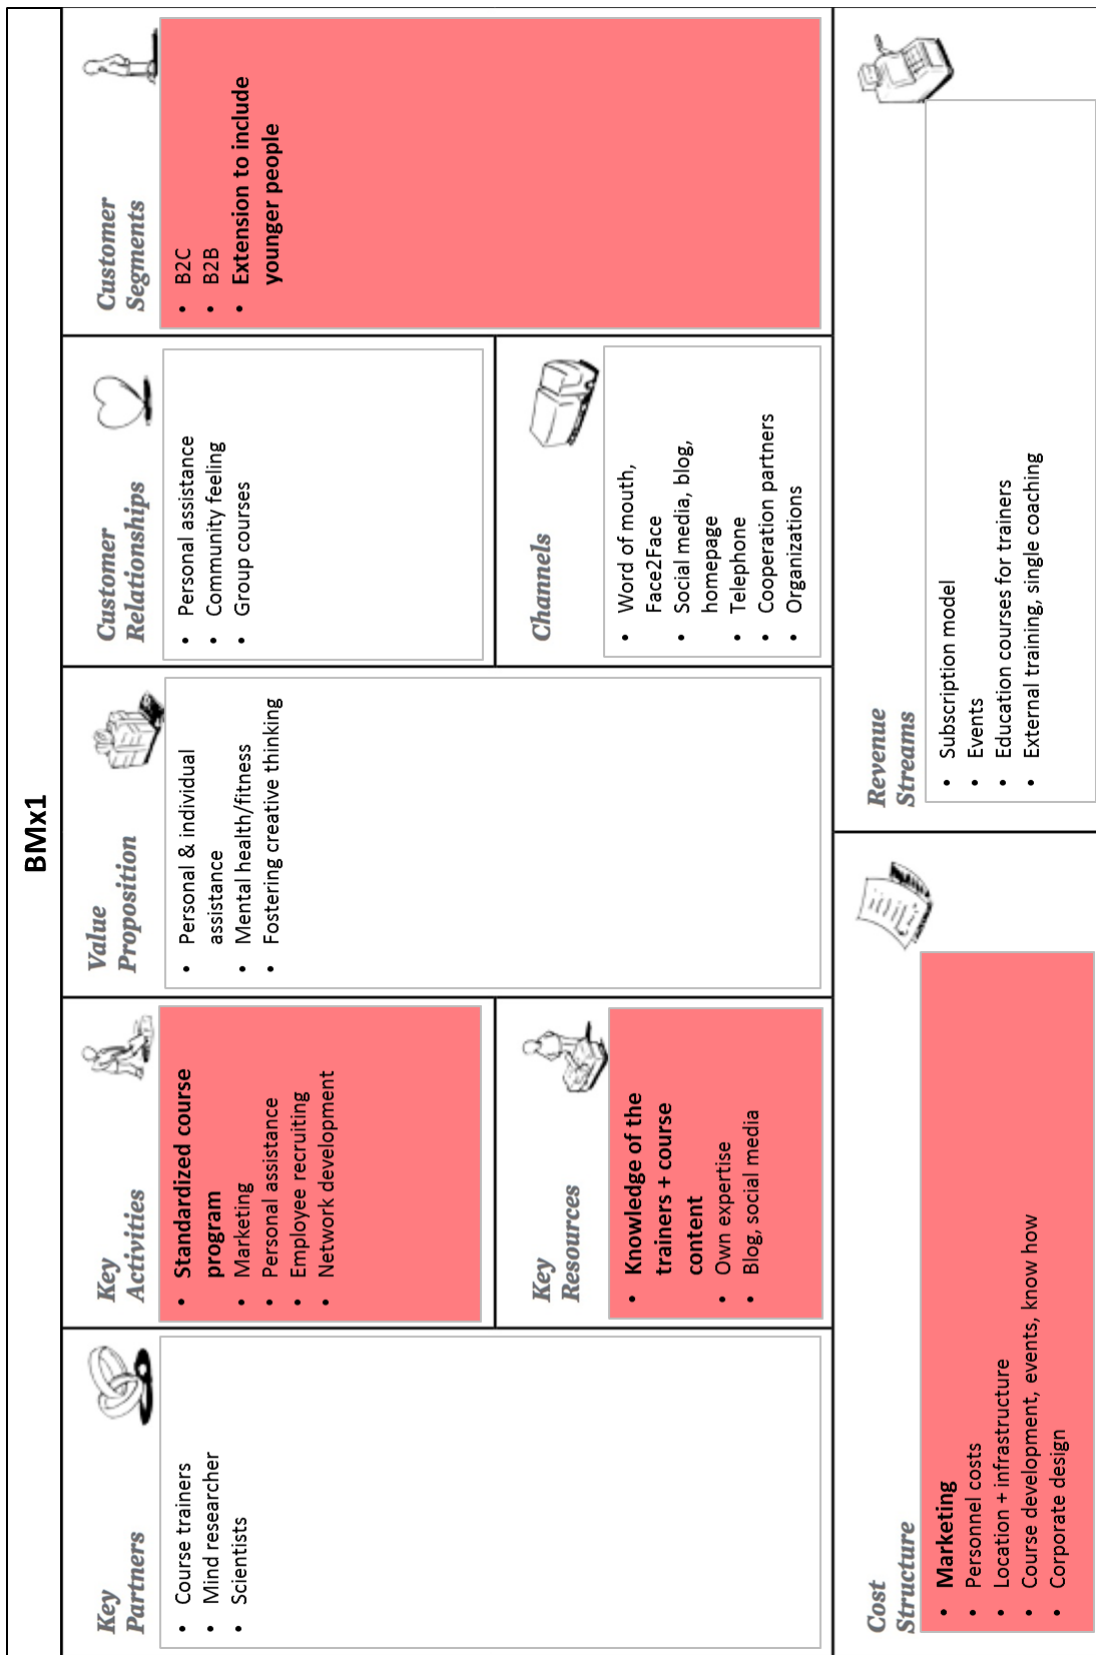 BMx1
Key
Partners
• Course trainers
• Mind researcher
• Scientists
Key
Activities
• Standardized course
program
• Marketing
• Personal assistance
• Employee recruiting
• Network development
Key
Resources
• Knowledge of the
trainers + course
content
• Own expertise
• Blog, social media
Value
Proposition
• Personal & individual
assistance
• Mental health/fitness
• Fostering creative thinking
Customer
Relationships
• Personal assistance
• Community feeling
• Group courses
Channels
• Word of mouth,
Face2Face
• Social media, blog,
homepage
• Telephone
• Cooperation partners
• Organizations
Customer
Segments
• B2C
• B2B
• Extension to include
younger people
Cost
Structure
• Marketing
• Personnel costs
• Location + infrastructure
• Course development, events, know how
• Corporate design
Revenue
Streams
• Subscription model
• Events
• Education courses for trainers
• External training, single coaching